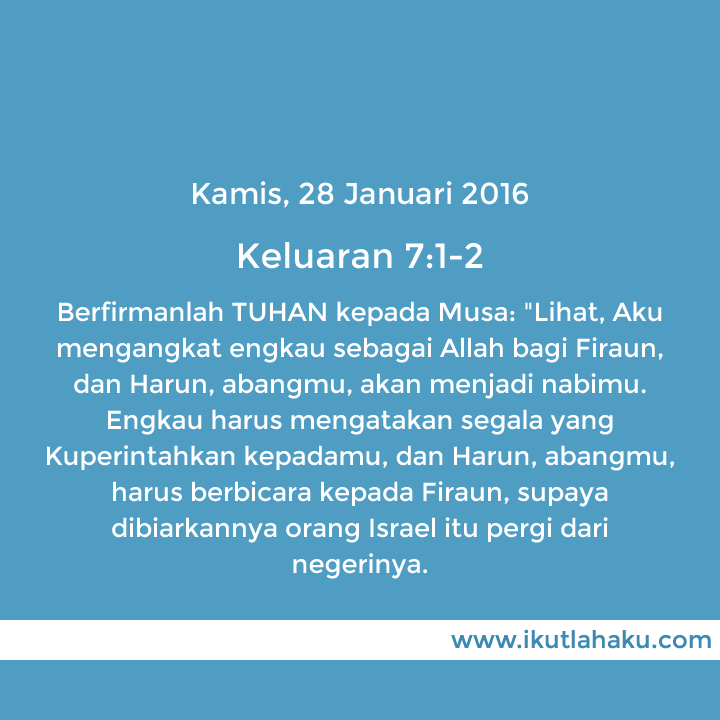 Kamis, 28 Januari 2016
Keluaran 7:1-2
Berfirmanlah TUHAN kepada Musa: "Lihat, Aku
mengangkat engkau sebagai Allah bagi Firaun,
dan Harun, abangmu, akan menjadi nabimu.
Engkau harus mengatakan segala yang
Kuperintahkan kepadamu, dan Harun, abangmu,
harus berbicara kepada Firaun, supaya
dibiarkannya orang Israel itu pergi dari
negerinya.
www.ikutlahaku.com